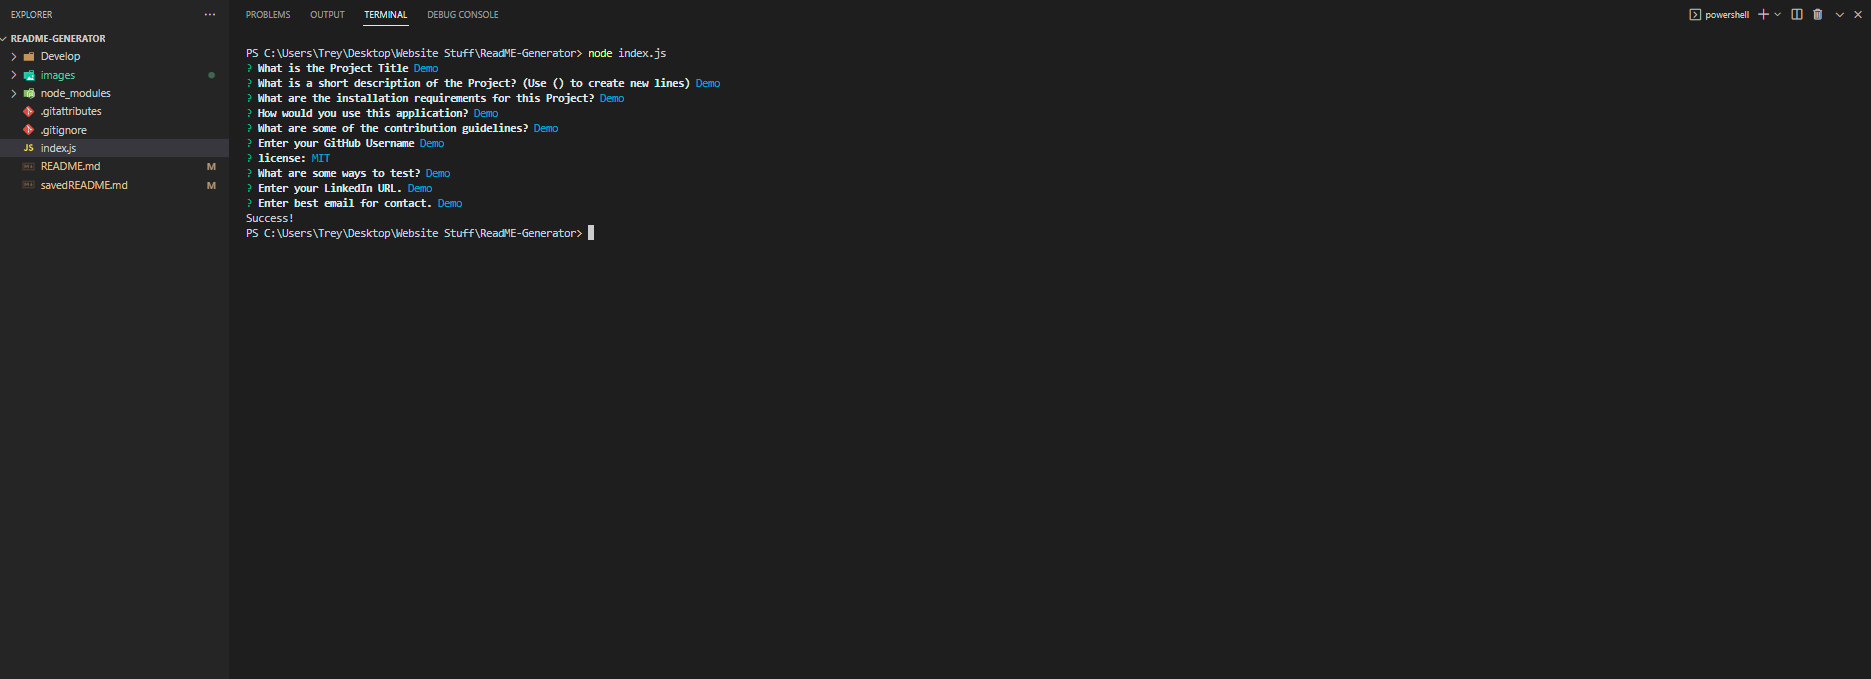 EXPLORER
PROBLEMS OUTPUT TERMINAL DEBUG CONSOLE
powershell
README-GENERATOR
Develop
images
node_modules
.gitattributes
.gitignore
JS index.js
README.md M
savedREADME.md M
PS C:\Users\Trey\Desktop\Website Stuff\ReadME-Generator> node index.js
? What is the Project Title Demo
? What is a short description of the Project? (Use () to create new lines) Demo
? What are the installation requirements for this Project? Demo
? How would you use this application? Demo
? What are some of the contribution guidelines? Demo
? Enter your GitHub Username Demo
? license: MIT
? What are some ways to test? Demo
? Enter your LinkedIn URL. Demo
? Enter best email for contact. Demo
Success!
PS C:\Users\Trey\Desktop\Website Stuff\ReadME-Generator>